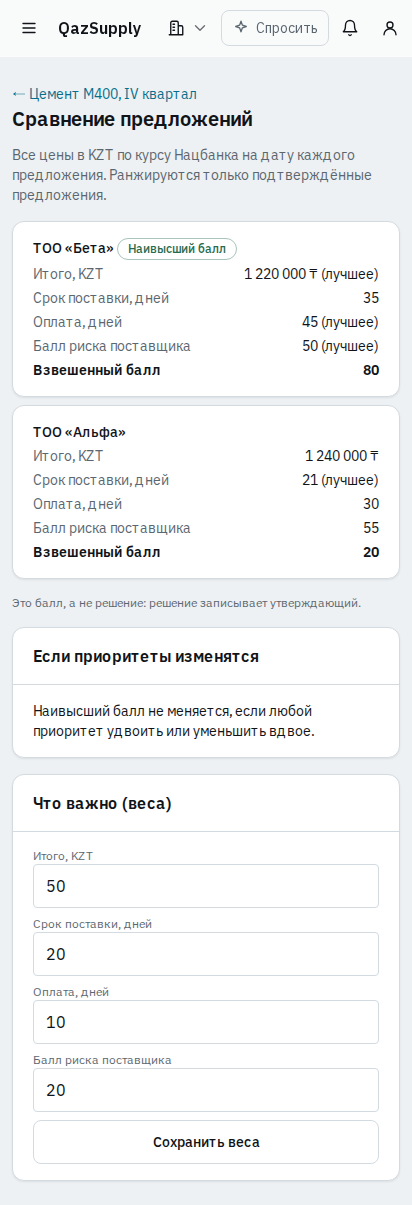 QazSupply
Спросить
← Цемент М400, IV квартал
Сравнение предложений
Все цены в KZT по курсу Нацбанка на дату каждого
предложения. Ранжируются только подтверждённые
предложения.
ТОО «Бета» Наивысший балл
Итого, KZT 1 220 000 ₸ (лучшее)
Срок поставки, дней 35
Оплата, дней 45 (лучшее)
Балл риска поставщика 50 (лучшее)
Взвешенный балл 80
ТОО «Альфа»
Итого, KZT 1 240 000 ₸
Срок поставки, дней 21 (лучшее)
Оплата, дней 30
Балл риска поставщика 55
Взвешенный балл 20
Это балл, а не решение: решение записывает утверждающий.
Если приоритеты изменятся
Наивысший балл не меняется, если любой
приоритет удвоить или уменьшить вдвое.
Что важно (веса)
Итого, KZT
50
Срок поставки, дней
20
Оплата, дней
10
Балл риска поставщика
20
Сохранить веса